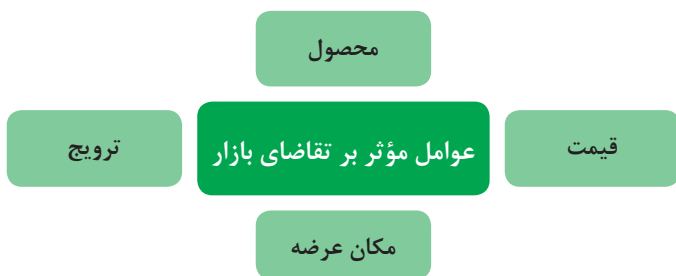 محصول
قیمت
عوامل مؤثر بر تقاضای بازار
ترویج
مکان عرضه